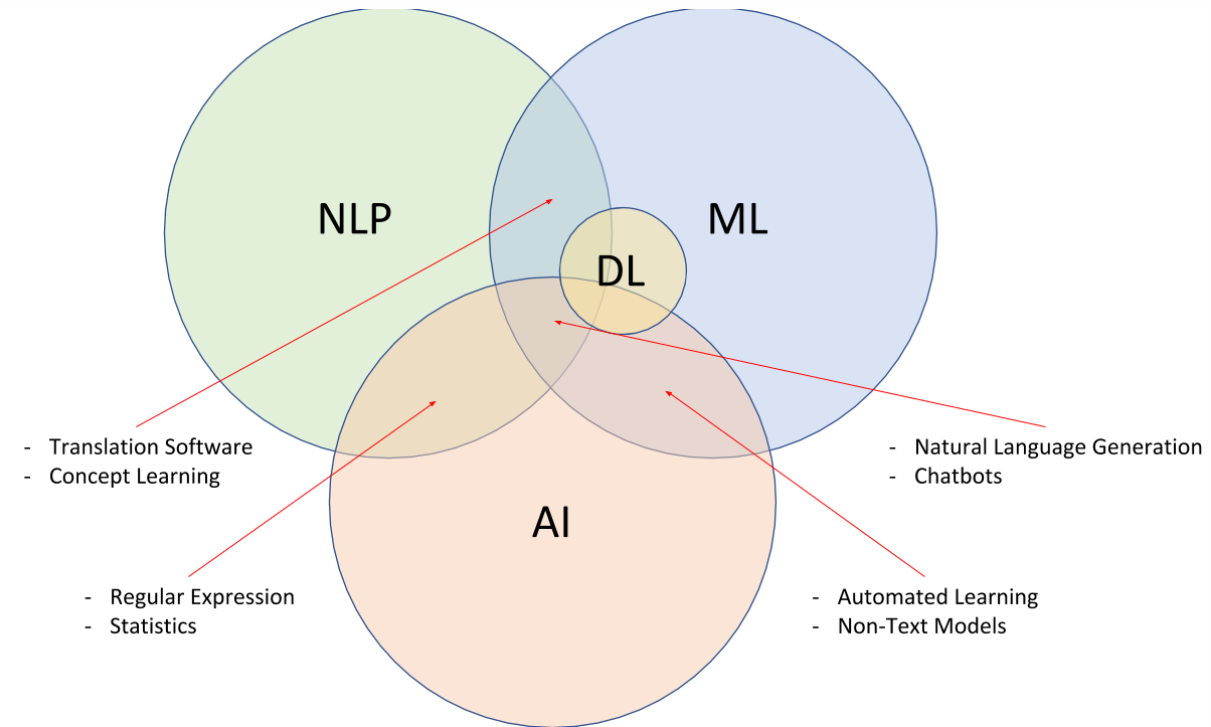 NLP
ML
DL
- Translation Software
- Concept Learning
- Natural Language Generation
- Chatbots
AI
- Regular Expression
- Statistics
- Automated Learning
- Non-Text Models